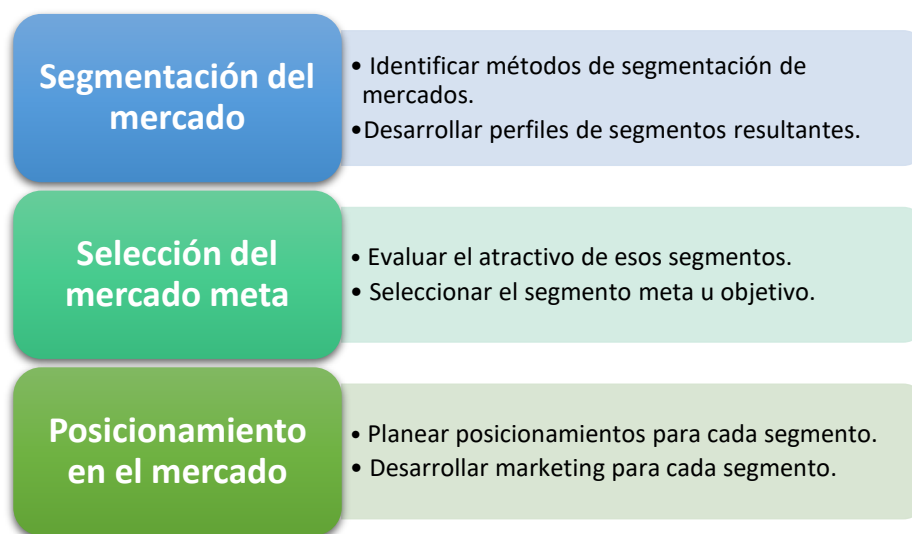 Segmentación del
mercado
• Identificar métodos de segmentación de
mercados.
•Desarrollar perfiles de segmentos resultantes.
Selección del
mercado meta
• Evaluar el atractivo de esos segmentos.
• Seleccionar el segmento meta u objetivo.
Posicionamiento
en el mercado
• Planear posicionamientos para cada segmento.
• Desarrollar marketing para cada segmento.